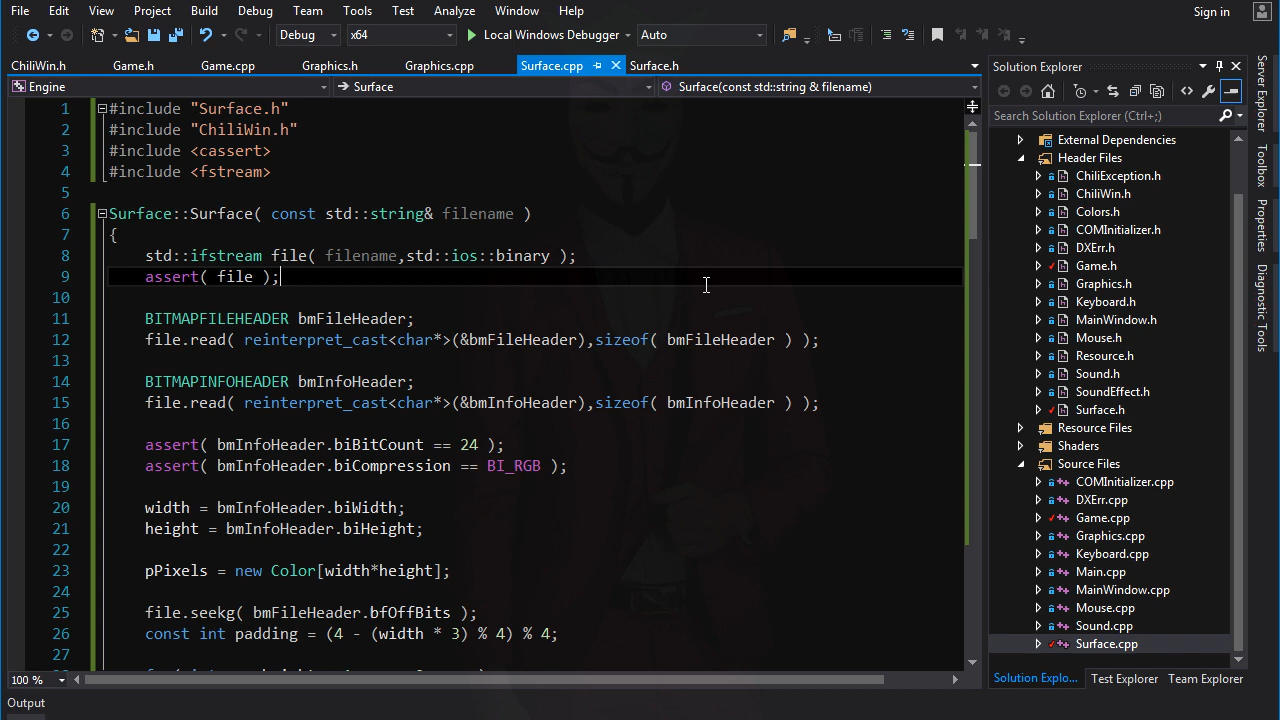 File Edit View Project Build Debug Team Tools Test Analyze Window Help Sign in
Debug x64 Local Windows Debugger Auto
ChiliWin.h Game.h Game.cpp Graphics.h Graphics.cpp Surface.cpp Surface.h
Engine Surface Surface(const std::string & filename)
1 #include "Surface.h"
2 #include "ChiliWin.h"
3 #include <cassert>
4 #include <fstream>
5
6 Surface::Surface( const std::string& filename )
7 {
8 std::ifstream file( filename,std::ios::binary );
9 assert( file );
10
11 BITMAPFILEHEADER bmFileHeader;
12 file.read( reinterpret_cast<char*>(&bmFileHeader),sizeof( bmFileHeader ) );
13
14 BITMAPINFOHEADER bmInfoHeader;
15 file.read( reinterpret_cast<char*>(&bmInfoHeader),sizeof( bmInfoHeader ) );
16
17 assert( bmInfoHeader.biBitCount == 24 );
18 assert( bmInfoHeader.biCompression == BI_RGB );
19
20 width = bmInfoHeader.biWidth;
21 height = bmInfoHeader.biHeight;
22
23 pPixels = new Color[width*height];
24
25 file.seekg( bmFileHeader.bfOffBits );
26 const int padding = (4 - (width * 3) % 4) % 4;
27
100 %
Output
Solution Explorer
Search Solution Explorer (Ctrl+;)
External Dependencies
Header Files
ChiliException.h
ChiliWin.h
Colors.h
COMInitializer.h
DXErr.h
Game.h
Graphics.h
Keyboard.h
MainWindow.h
Mouse.h
Resource.h
Sound.h
SoundEffect.h
Surface.h
Resource Files
Shaders
Source Files
COMInitializer.cpp
DXErr.cpp
Game.cpp
Graphics.cpp
Keyboard.cpp
Main.cpp
MainWindow.cpp
Mouse.cpp
Sound.cpp
Surface.cpp
Solution Explo... Test Explorer Team Explorer
Server Explorer
Toolbox
Properties
Diagnostic Tools